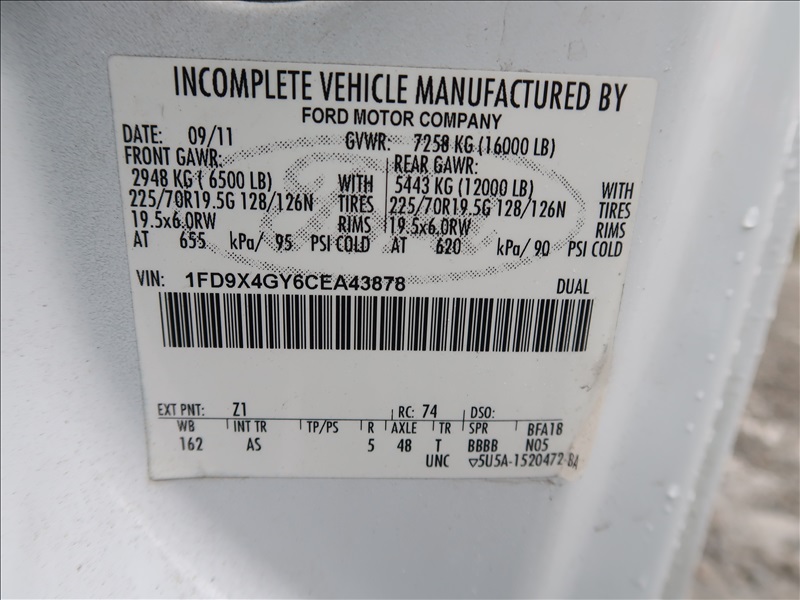 INCOMPLETE VEHICLE MANUFACTURED BY
FORD MOTOR COMPANY
DATE: 09/11 GVWR: 7258 KG (16000 LB)
FRONT GAWR: REAR GAWR:
2948 KG ( 6500 LB) WITH 5443 KG (12000 LB) WITH
225/70R19.5G 128/126N TIRES 225/70R19.5G 128/126N TIRES
19.5x6.0RW RIMS 19.5x6.0RW RIMS
AT 655 kPa/ 95 PSI COLD AT 620 kPa/ 90 PSI COLD
VIN: 1FD9X4GY6CEA43878 DUAL
EXT PNT: Z1 RC: 74 DSO:
WB INT TR TP/PS R AXLE TR SPR BFA18
162 AS 5 48 T BBBB N05
UNC ▽5U5A-1520472-BA